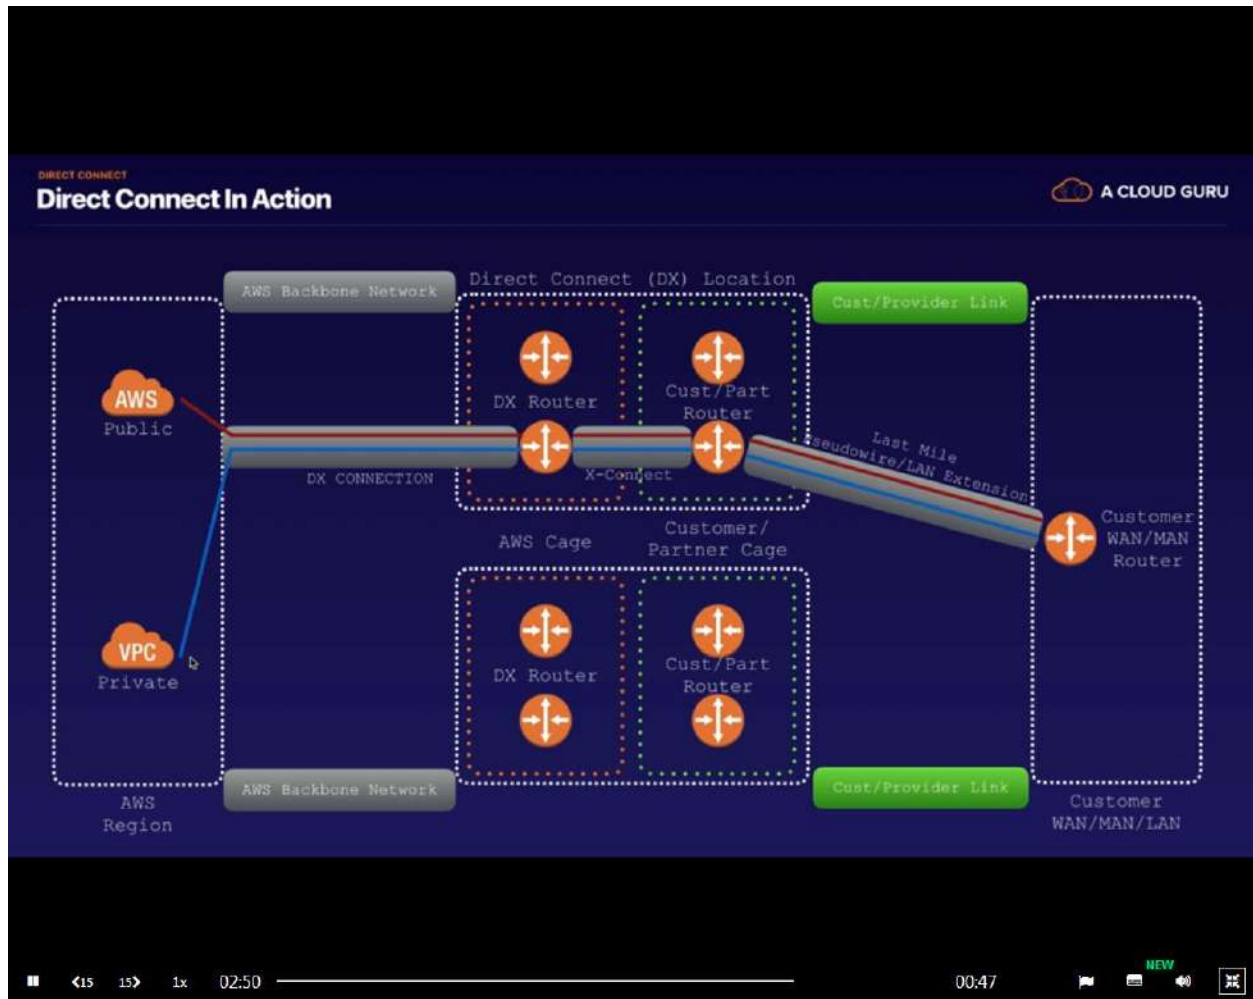 DIRECT CONNECT
Direct Connect In Action
A CLOUD GURU
AWS Backbone Network
Direct Connect (DX) Location
Cust/Provider Link
AWS
Public
DX Router
Cust/Part
Router
DX CONNECTION
X-Connect
Last Mile
Pseudowire/LAN Extension
Customer
WAN/MAN
Router
AWS Cage
Customer/
Partner Cage
VPC
Private
DX Router
Cust/Part
Router
AWS Backbone Network
Cust/Provider Link
AWS
Region
Customer
WAN/MAN/LAN
15
15
1x
02:50
00:47
NEW